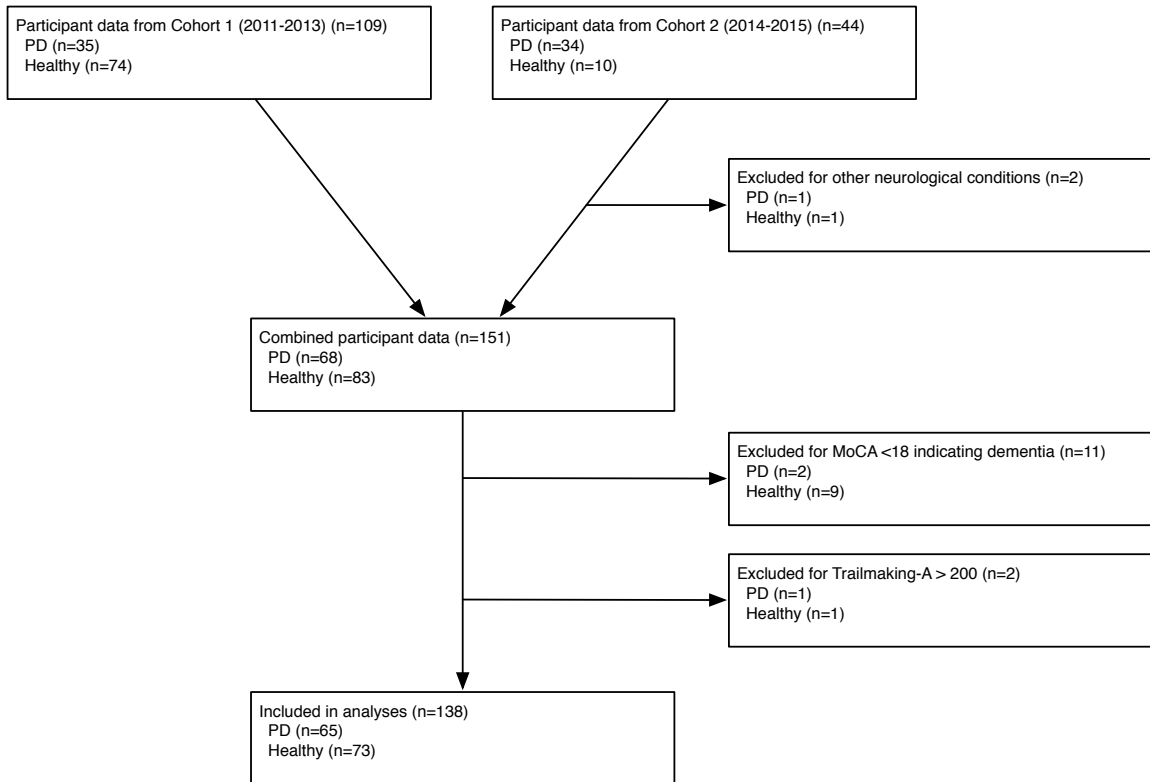 Participant data from Cohort 1 (2011-2013) (n=109)
PD (n=35)
Healthy (n=74)
Participant data from Cohort 2 (2014-2015) (n=44)
PD (n=34)
Healthy (n=10)
Excluded for other neurological conditions (n=2)
PD (n=1)
Healthy (n=1)
Combined participant data (n=151)
PD (n=68)
Healthy (n=83)
Excluded for MoCA <18 indicating dementia (n=11)
PD (n=2)
Healthy (n=9)
Excluded for Trailmaking-A > 200 (n=2)
PD (n=1)
Healthy (n=1)
Included in analyses (n=138)
PD (n=65)
Healthy (n=73)